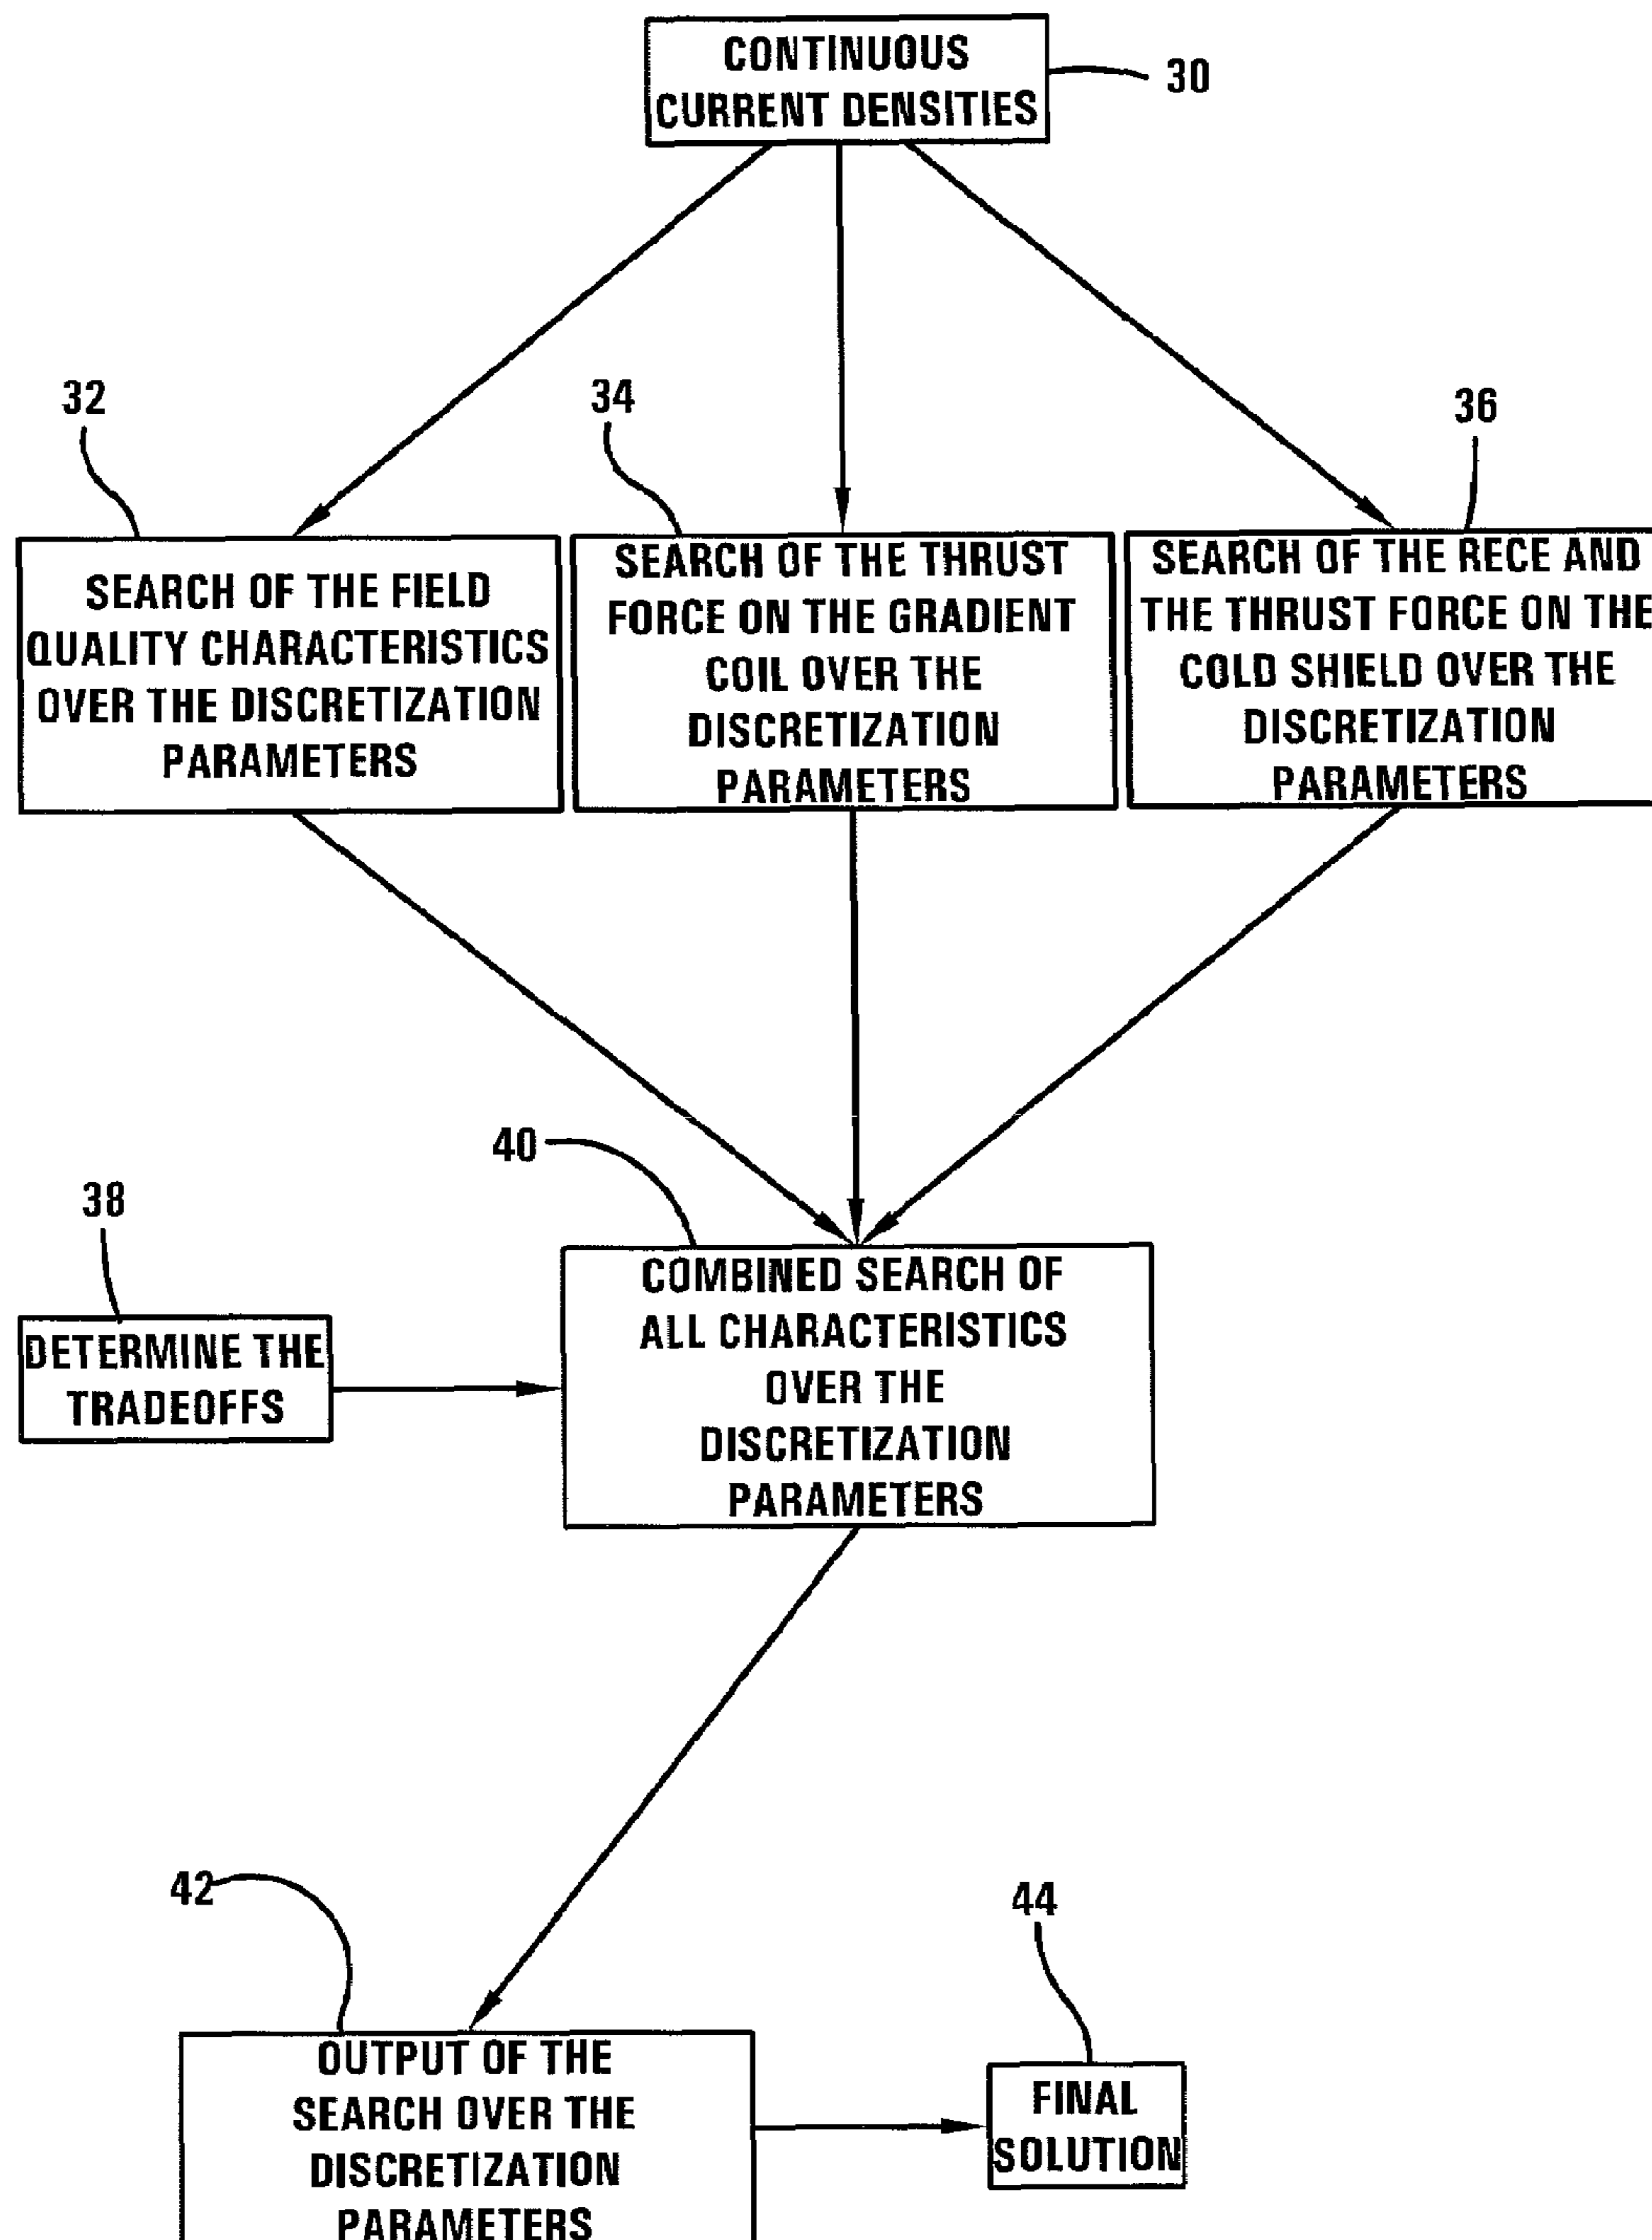 CONTINUOUS
CURRENT DENSITIES
30
32
34
36
SEARCH OF THE FIELD
QUALITY CHARACTERISTICS
OVER THE DISCRETIZATION
PARAMETERS
SEARCH OF THE THRUST
FORCE ON THE GRADIENT
COIL OVER THE
DISCRETIZATION
PARAMETERS
SEARCH OF THE RECE AND
THE THRUST FORCE ON THE
COLD SHIELD OVER THE
DISCRETIZATION
PARAMETERS
40
38
COMBINED SEARCH OF
ALL CHARACTERISTICS
OVER THE
DISCRETIZATION
PARAMETERS
DETERMINE THE
TRADEOFFS
42
44
OUTPUT OF THE
SEARCH OVER THE
DISCRETIZATION
PARAMETERS
FINAL
SOLUTION